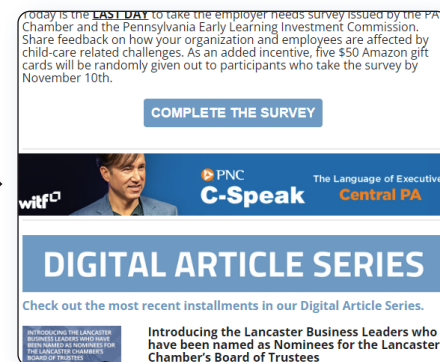 Today is the LAST DAY to take the employer needs survey issued by the PA
Chamber and the Pennsylvania Early Learning Investment Commission.
Share feedback on how your organization and employees are affected by
child-care related challenges. As an added incentive, five $50 Amazon gift
cards will be randomly given out to participants who take the survey by
November 10th.
COMPLETE THE SURVEY
witf
PNC
C-Speak
The Language of Executive
Central PA
DIGITAL ARTICLE SERIES
Check out the most recent installments in our Digital Article Series.
INTRODUCING THE LANCASTER
BUSINESS LEADERS WHO HAVE
BEEN NAMED AS NOMINEES FOR
THE LANCASTER CHAMBER'S
BOARD OF TRUSTEES
Introducing the Lancaster Business Leaders who
have been named as Nominees for the Lancaster
Chamber's Board of Trustees